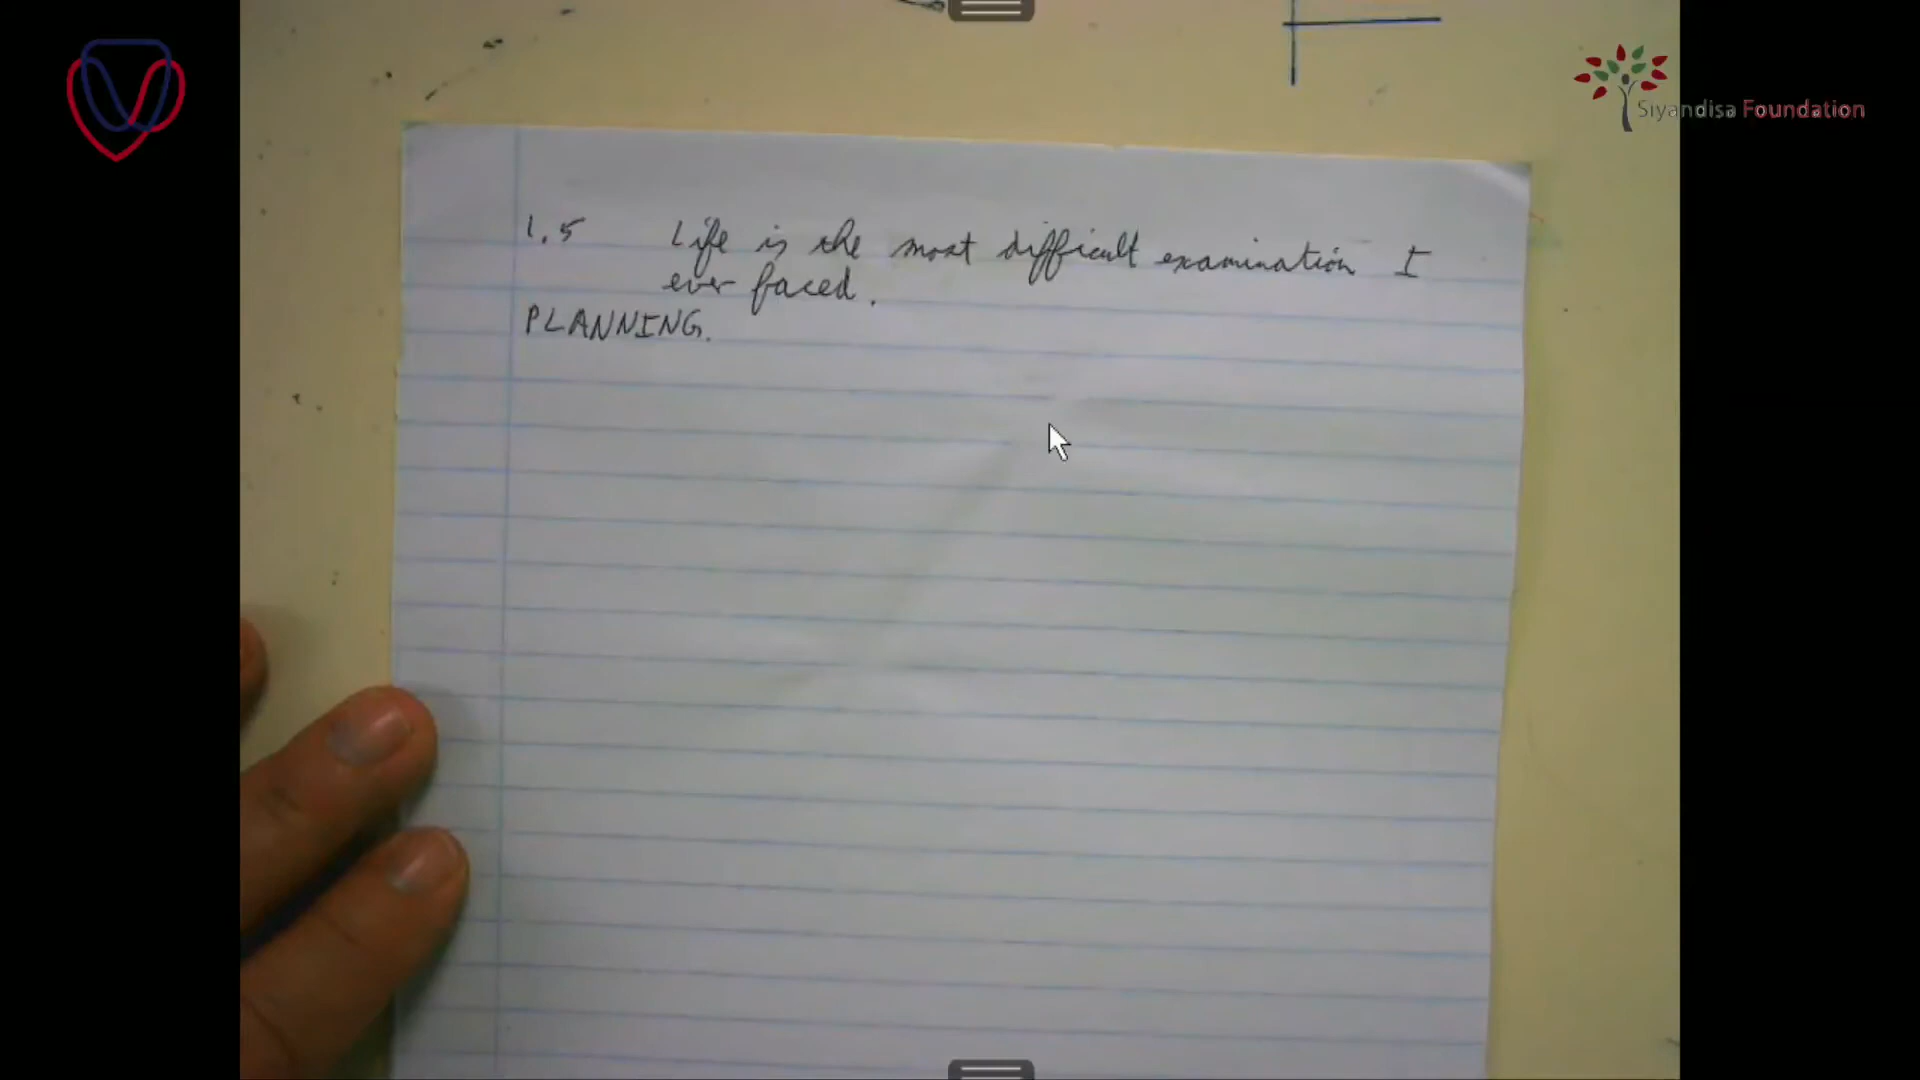 Siyandisa Foundation
1.5 Life is the most difficult examination I
ever faced.
PLANNING.